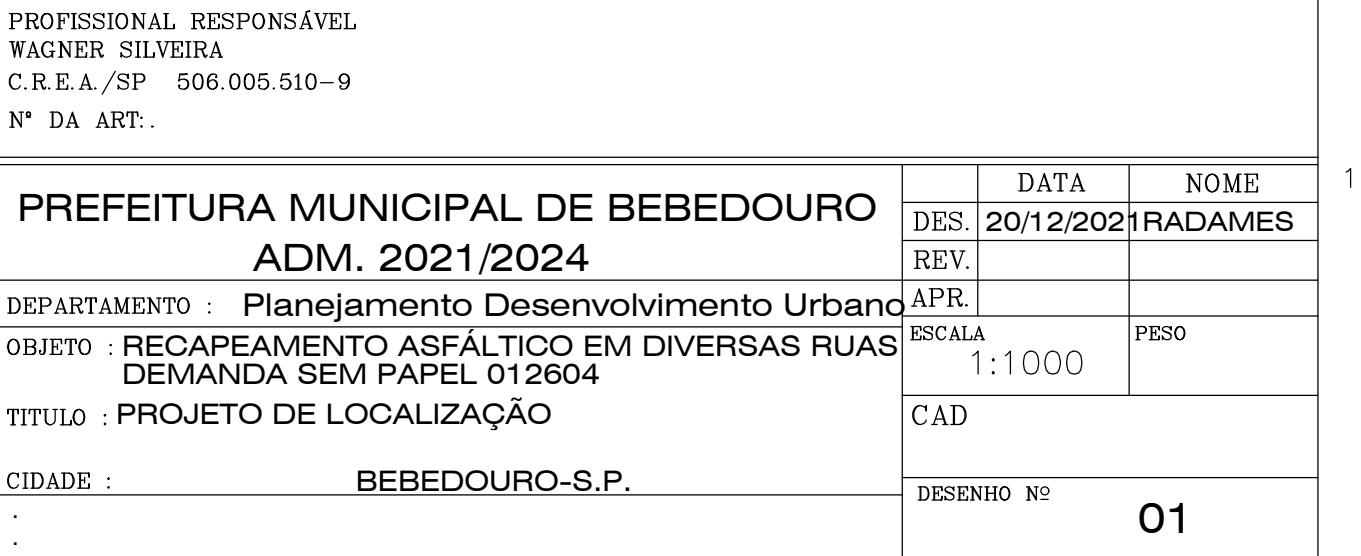 PROFISSIONAL RESPONSÁVEL
WAGNER SILVEIRA
C.R.E.A./SP 506.005.510-9
Nº DA ART:.
PREFEITURA MUNICIPAL DE BEBEDOURO
ADM. 2021/2024
DEPARTAMENTO : Planejamento Desenvolvimento Urbano
OBJETO : RECAPEAMENTO ASFÁLTICO EM DIVERSAS RUAS
DEMANDA SEM PAPEL 012604
TITULO : PROJETO DE LOCALIZAÇÃO
CIDADE : BEBEDOURO-S.P.
.
.
DATA NOME
DES. 20/12/2021 RADAMES
REV.
APR.
ESCALA PESO
1:1000
CAD
DESENHO Nº
01
1